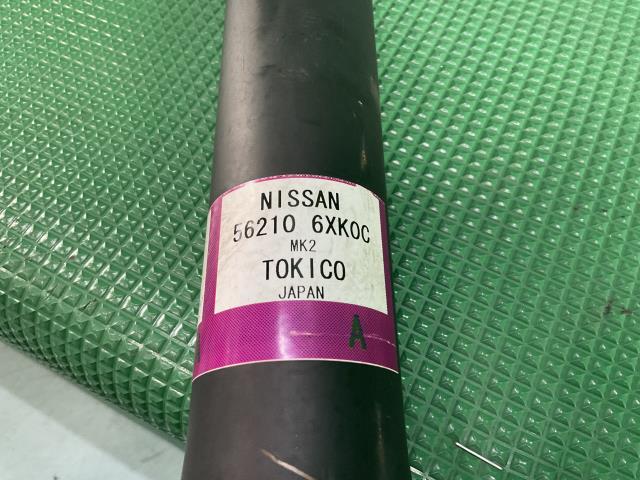 NISSAN
56210 6XK0C
MK2
TOKICO
JAPAN
A